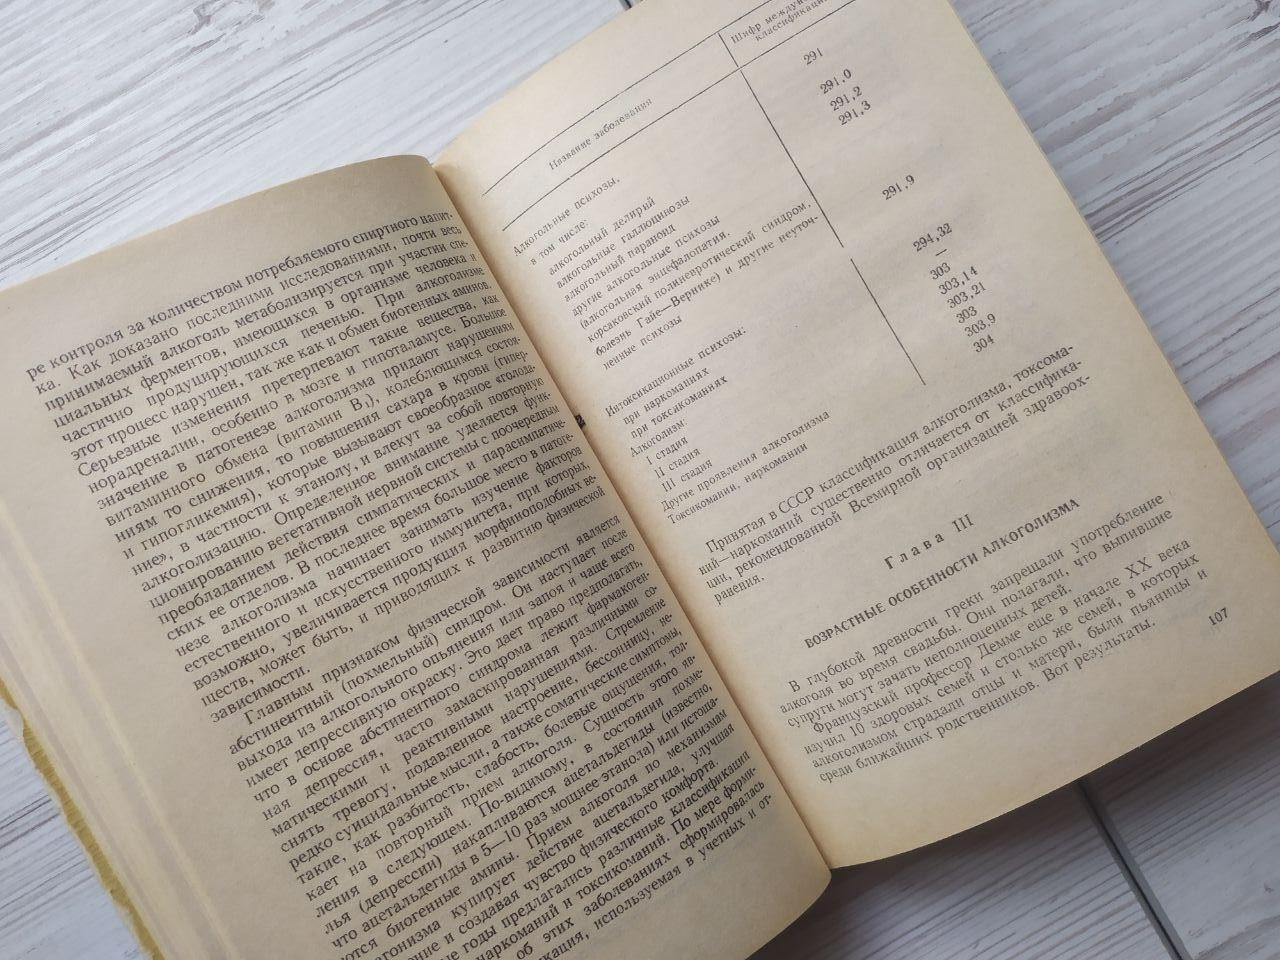 ре контроля за количеством потребляемого спиртного напит-
ка. Как доказано последними исследованиями, почти весь
принимаемый алкоголь метаболизируется при участии спе-
циальных ферментов, имеющихся в организме человека и
частично продуцирующихся печенью. При алкоголизме
этот процесс нарушен, так же как и обмен биогенных аминов.
Серьезные изменения претерпевают такие вещества, как
норадреналин, особенно в мозге и гипоталамусе. Большое
значение в патогенезе алкоголизма придают нарушениям
витаминного обмена (витамин B₁), колеблющимся состоя-
ниям то снижения, то повышения сахара в крови (гипер-
и гипогликемия), которые вызывают своеобразное «голода-
ние», в частности к этанолу, и влекут за собой повторную
алкоголизацию. Определенное внимание уделяется функ-
ционированию вегетативной нервной системы с поочередным
преобладанием действия симпатических и парасимпатиче-
ских ее отделов. В последнее время большое место в патоге-
незе алкоголизма начинает занимать изучение факторов
естественного и искусственного иммунитета, при которых,
возможно, увеличивается продукция морфиноподобных ве-
ществ, может быть, и приводящих к развитию физической
зависимости.
Главным признаком физической зависимости является
абстинентный (похмельный) синдром. Он наступает после
выхода из алкогольного опьянения или запоя и чаще всего
имеет депрессивную окраску. Это дает право предполагать,
что в основе абстинентного синдрома лежит фармакоген-
ная депрессия, часто замаскированная различными со-
матическими и реактивными нарушениями. Стремление
снять тревогу, подавленное настроение, бессонницу, не-
редко суицидальные мысли, а также соматические симптомы,
такие, как разбитость, слабость, болевые ощущения, тол-
кает на повторный прием алкоголя. Сущность этого яв-
ления в следующем. По-видимому, в состоянии похме-
лья (депрессии) накапливаются ацетальдегиды (известно,
что ацетальдегиды в 5—10 раз мощнее этанола) или истоща-
ются биогенные амины. Прием алкоголя по механизмам
антагонизма купирует действие ацетальдегида, улучшая
ние и создавая чувство физического комфорта.
ые годы предлагались различные классификации
наркоманий и токсикоманий. По мере форми-
об этих заболеваниях сформировалась
кация, используемая в учетных и от-
Название заболевания
Шифр
классификации
Алкогольные психозы, 291
в том числе:
алкогольный делирий 291,0
алкогольные галлюцинозы 291,2
алкогольный параноид 291,3
другие алкогольные психозы
(алкогольная энцефалопатия,
корсаковский полиневротический синдром,
болезнь Гайе—Вернике) и другие неуточ-
ненные психозы 291,9
Интоксикационные психозы:
при наркоманиях 294,32
при токсикоманиях —
Алкоголизм: 303
I стадия 303,14
II стадия 303,21
III стадия 303
Другие проявления алкоголизма 303,9
Токсикомании, наркомании 304
Принятая в СССР классификация алкоголизма, токсома-
ний—наркоманий существенно отличается от классифика-
ции, рекомендованной Всемирной организацией здравоох-
ранения.
Глава III
ВОЗРАСТНЫЕ ОСОБЕННОСТИ АЛКОГОЛИЗМА
В глубокой древности греки запрещали употребление
алкоголя во время свадьбы. Они полагали, что выпившие
супруги могут зачать неполноценных детей.
Французский профессор Демме еще в начале XX века
изучил 10 здоровых семей и столько же семей, в которых
алкоголизмом страдали отцы и матери, были и пьяницы и
среди ближайших родственников. Вот результаты.
107